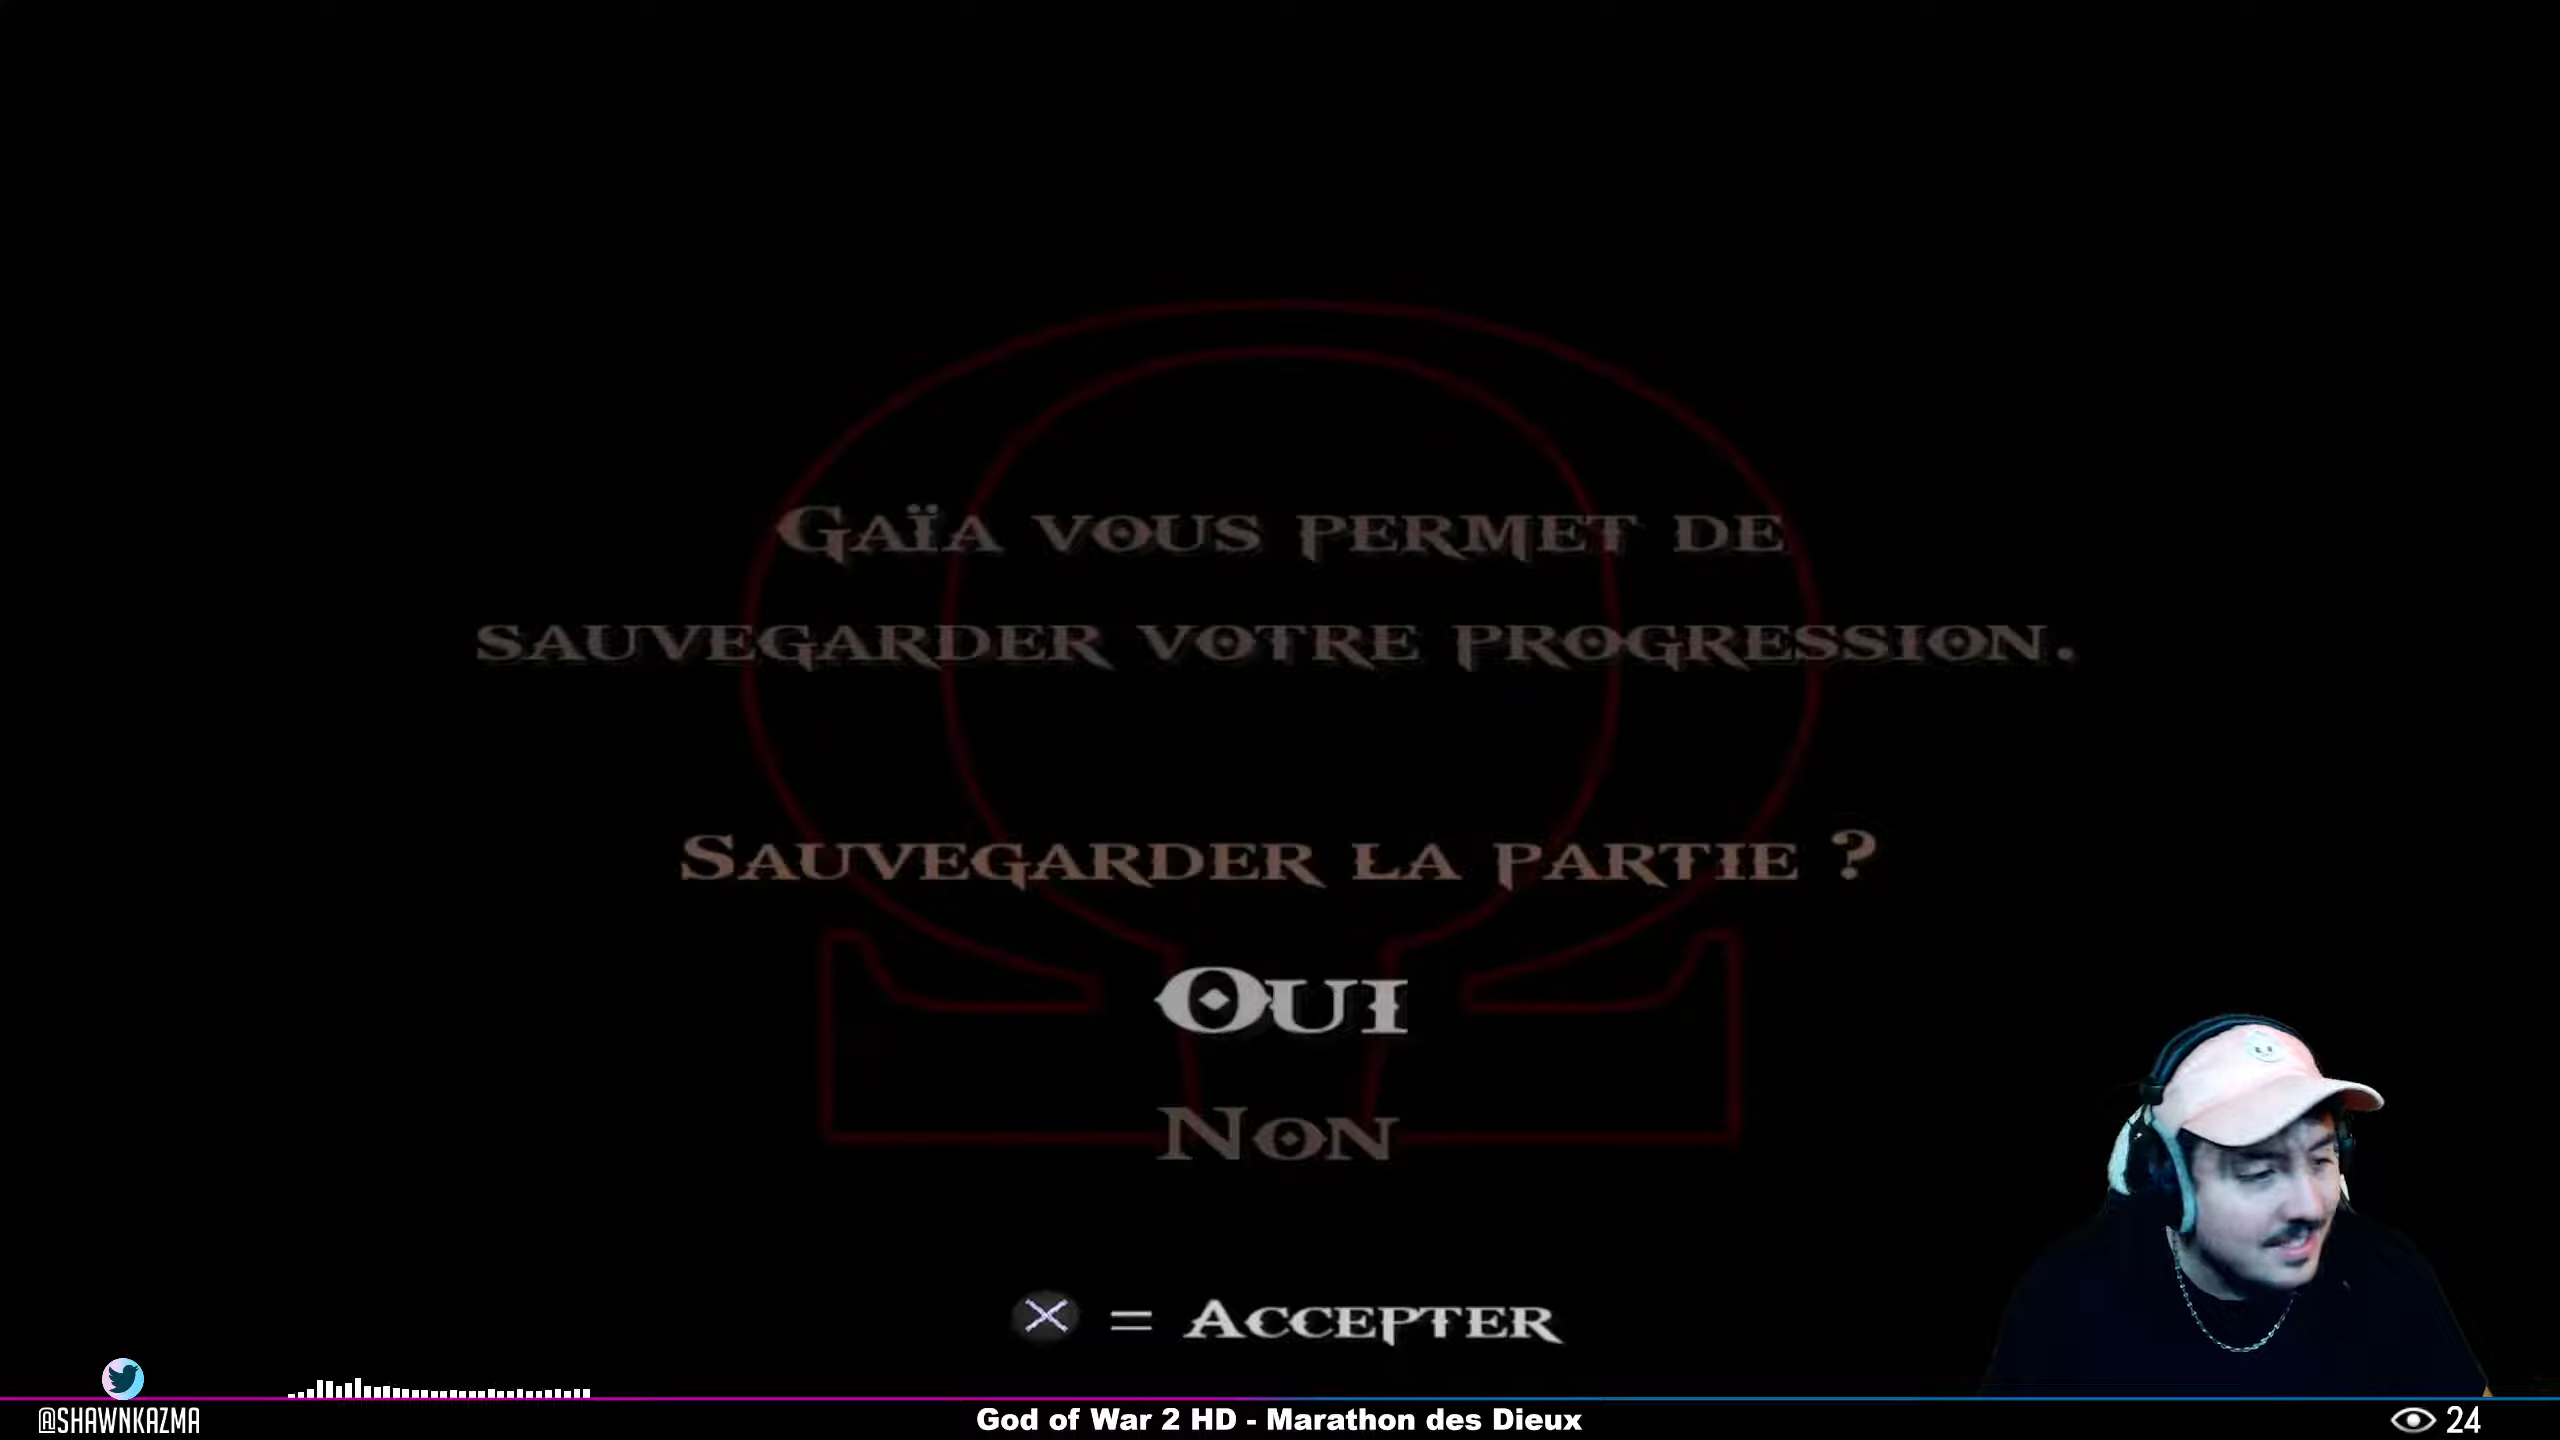 Gaïa vous permet de
sauvegarder votre progression.
Sauvegarder la partie ?
Oui
Non
= Accepter
@SHAWNKAZMA
God of War 2 HD - Marathon des Dieux
24